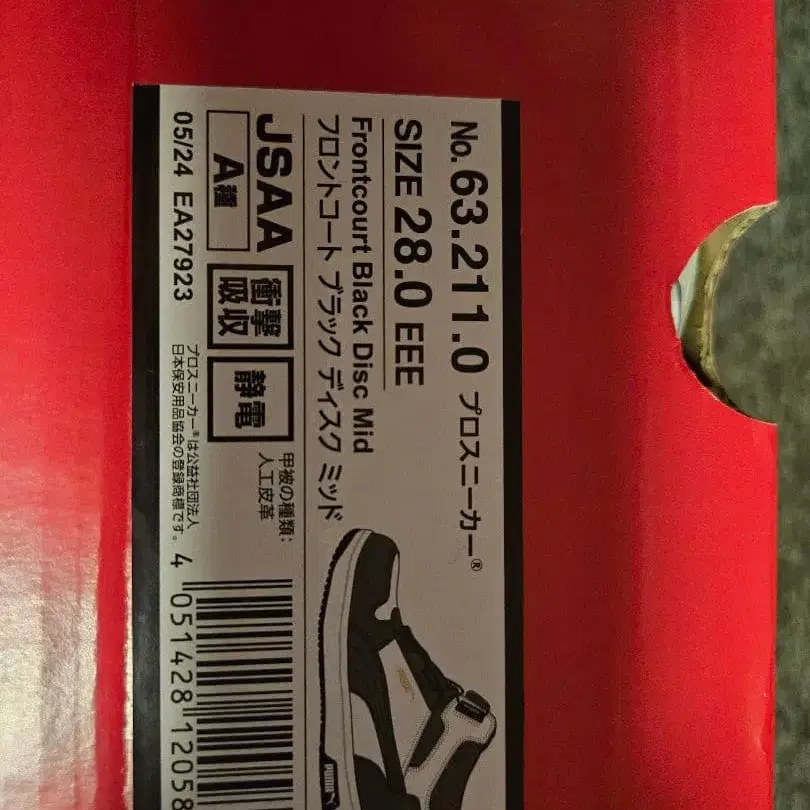 No. 63.211.0 プロスニーカー®
SIZE 28.0 EEE
Frontcourt Black Disc Mid
フロントコート ブラック ディスク ミッド
JSAA
A種
衝撃
吸収
静電
甲被の種類:
人工皮革
05/24 EA27923
プロスニーカー®は公益社団法人
日本保安用品協会の登録商標です。
4 051428 12058
PUMA